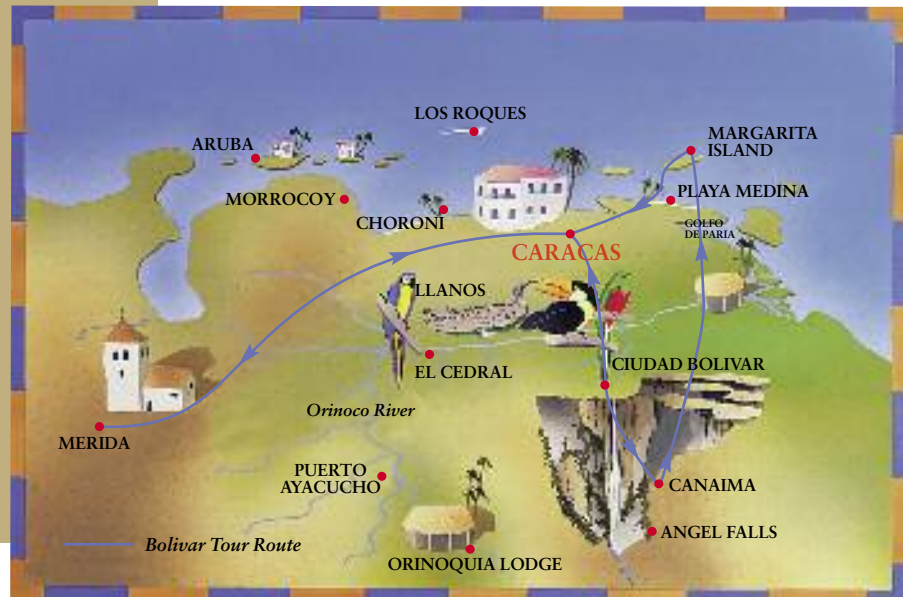 LOS ROQUES
MARGARITA
ISLAND
ARUBA
MORROCOY
PLAYA MEDINA
CHORONI
GOLFO
DE PARIA
CARACAS
LLANOS
CIUDAD BOLIVAR
EL CEDRAL
Orinoco River
MERIDA
PUERTO
AYACUCHO
CANAIMA
ANGEL FALLS
Bolivar Tour Route
ORINOQUIA LODGE